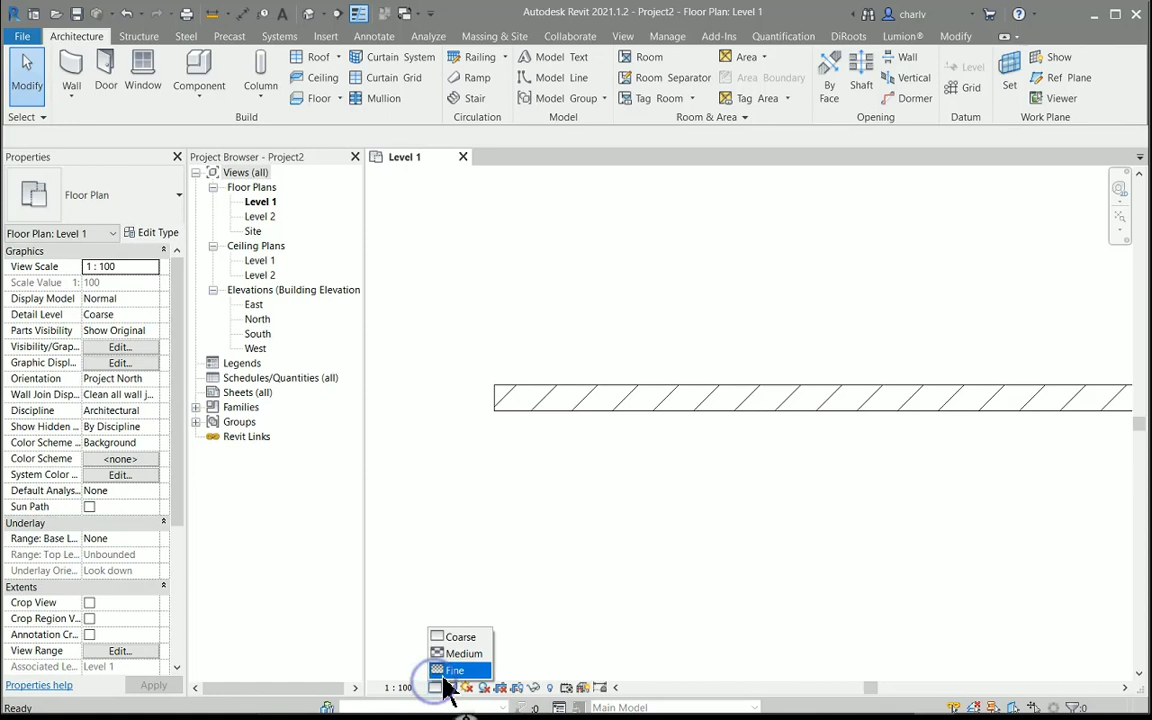 Autodesk Revit 2021.1.2 - Project2 - Floor Plan: Level 1
charlv
File Architecture Structure Steel Precast Systems Insert Annotate Analyze Massing & Site Collaborate View Manage Add-Ins Quantification DiRoots Lumion® Modify
Modify
Wall Door Window Component Column
Roof Curtain System
Ceiling Curtain Grid
Floor Mullion
Railing Model Text
Ramp Model Line
Stair Model Group
Room Area
Room Separator Area Boundary
Tag Room Tag Area
By Face Shaft
Wall
Vertical
Dormer
Level
Grid
Set
Show
Ref Plane
Viewer
Select Build Circulation Model Room & Area Opening Datum Work Plane
Properties
Floor Plan
Floor Plan: Level 1 Edit Type
Graphics
View Scale 1 : 100
Scale Value 1: 100
Display Model Normal
Detail Level Coarse
Parts Visibility Show Original
Visibility/Grap... Edit...
Graphic Displ... Edit...
Orientation Project North
Wall Join Disp... Clean all wall j...
Discipline Architectural
Show Hidden ... By Discipline
Color Scheme ... Background
Color Scheme <none>
System Color ... Edit...
Default Analys... None
Sun Path
Underlay
Range: Base L... None
Range: Top Le... Unbounded
Underlay Orie... Look down
Extents
Crop View
Crop Region V...
Annotation Cr...
View Range Edit...
Associated Le... Level 1
Properties help Apply
Project Browser - Project2
Views (all)
Floor Plans
Level 1
Level 2
Site
Ceiling Plans
Level 1
Level 2
Elevations (Building Elevation
East
North
South
West
Legends
Schedules/Quantities (all)
Sheets (all)
Families
Groups
Revit Links
Level 1
Coarse
Medium
Fine
1 : 100
Ready
:0
Main Model
:0